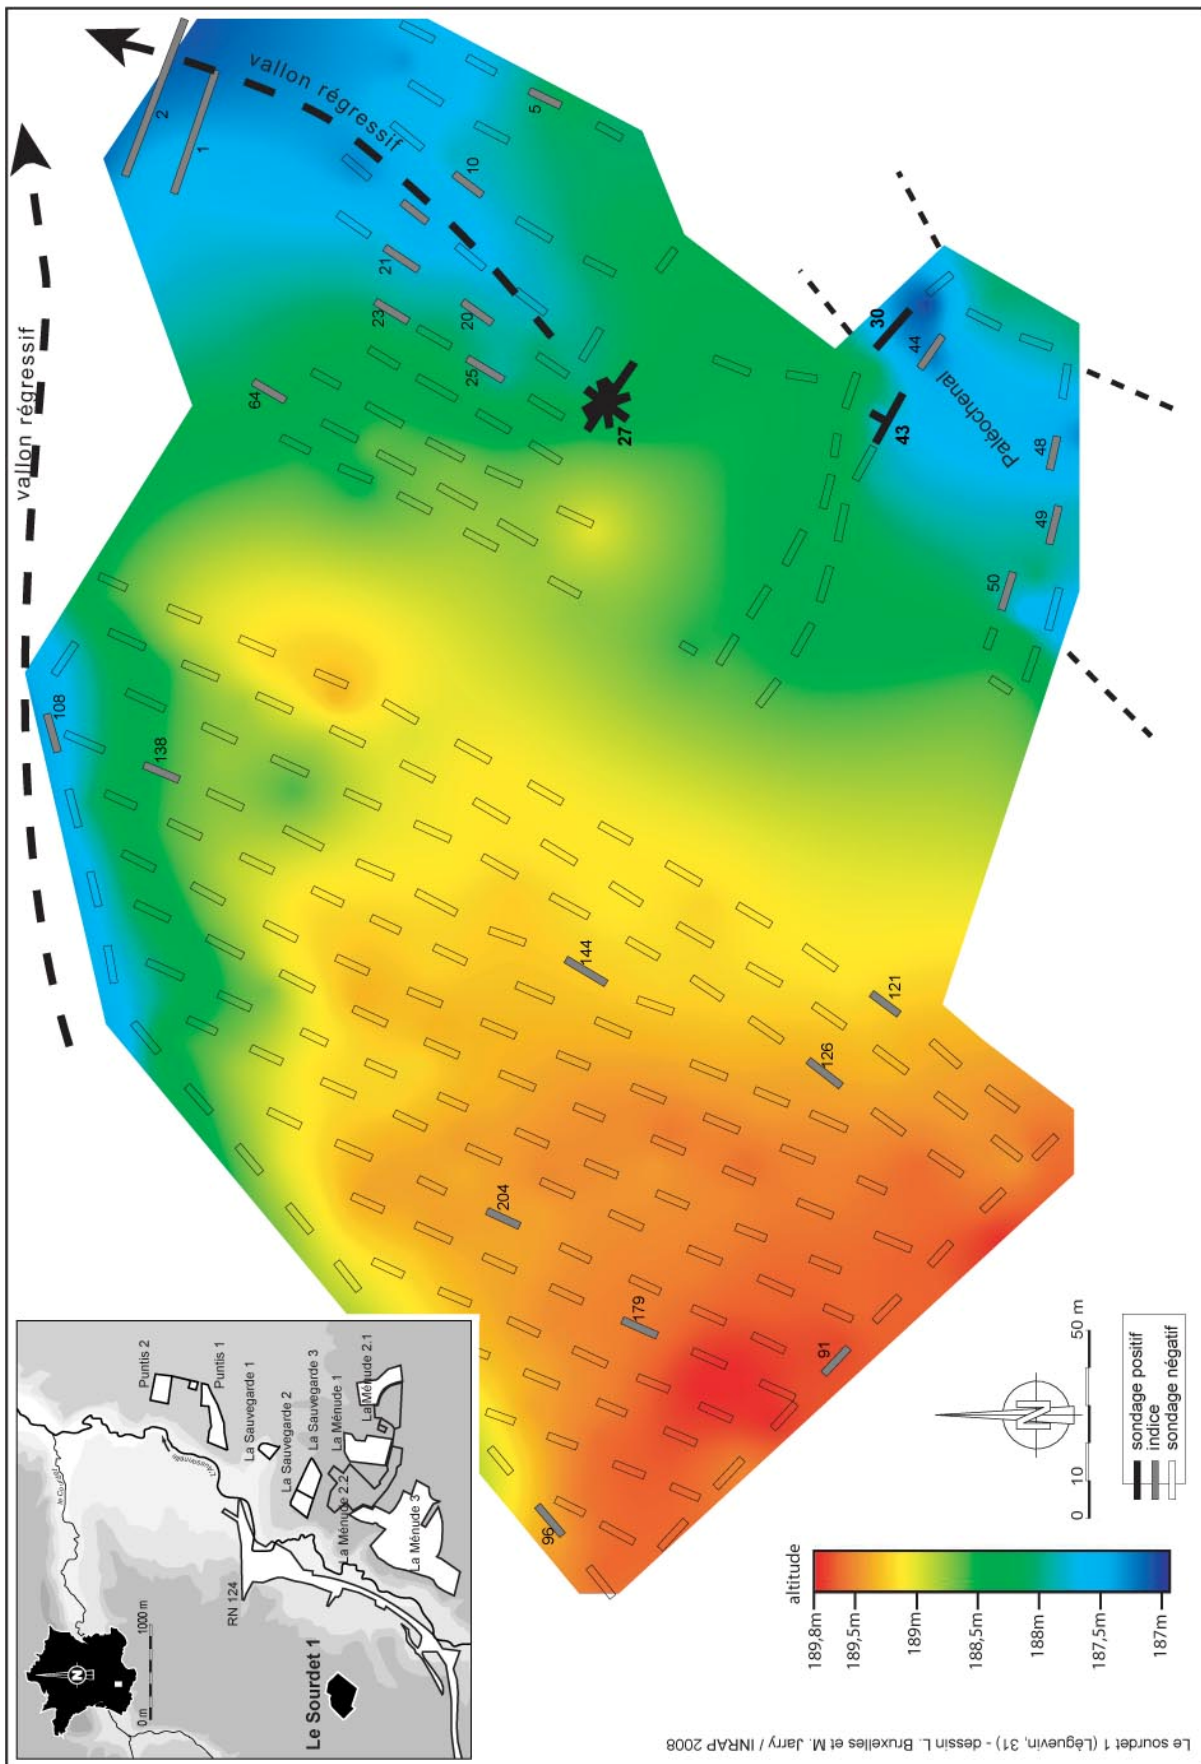 le Courbet
l'Aussonnelle
Puntis 2
Puntis 1
La Sauvegarde 1
La Sauvegarde 2
La Sauvegarde 3
La Ménude 1
La Ménude 2.1
La Ménude 2.2
La Ménude 3
RN 124
Le Sourdet 1
N
0 m 1000 m
vallon régressif
vallon régressif
2
1
5
10
21
23
20
25
64
27
30
44
43
Paléochenal
48
49
50
108
138
144
121
126
204
179
91
96
altitude
189,8m
189,5m
189m
188,5m
188m
187,5m
187m
N
0 10 50 m
sondage positif
indice
sondage négatif
Le sourdet 1 (Léguevin, 31) - dessin L. Bruxelles et M. Jarry / INRAP 2008